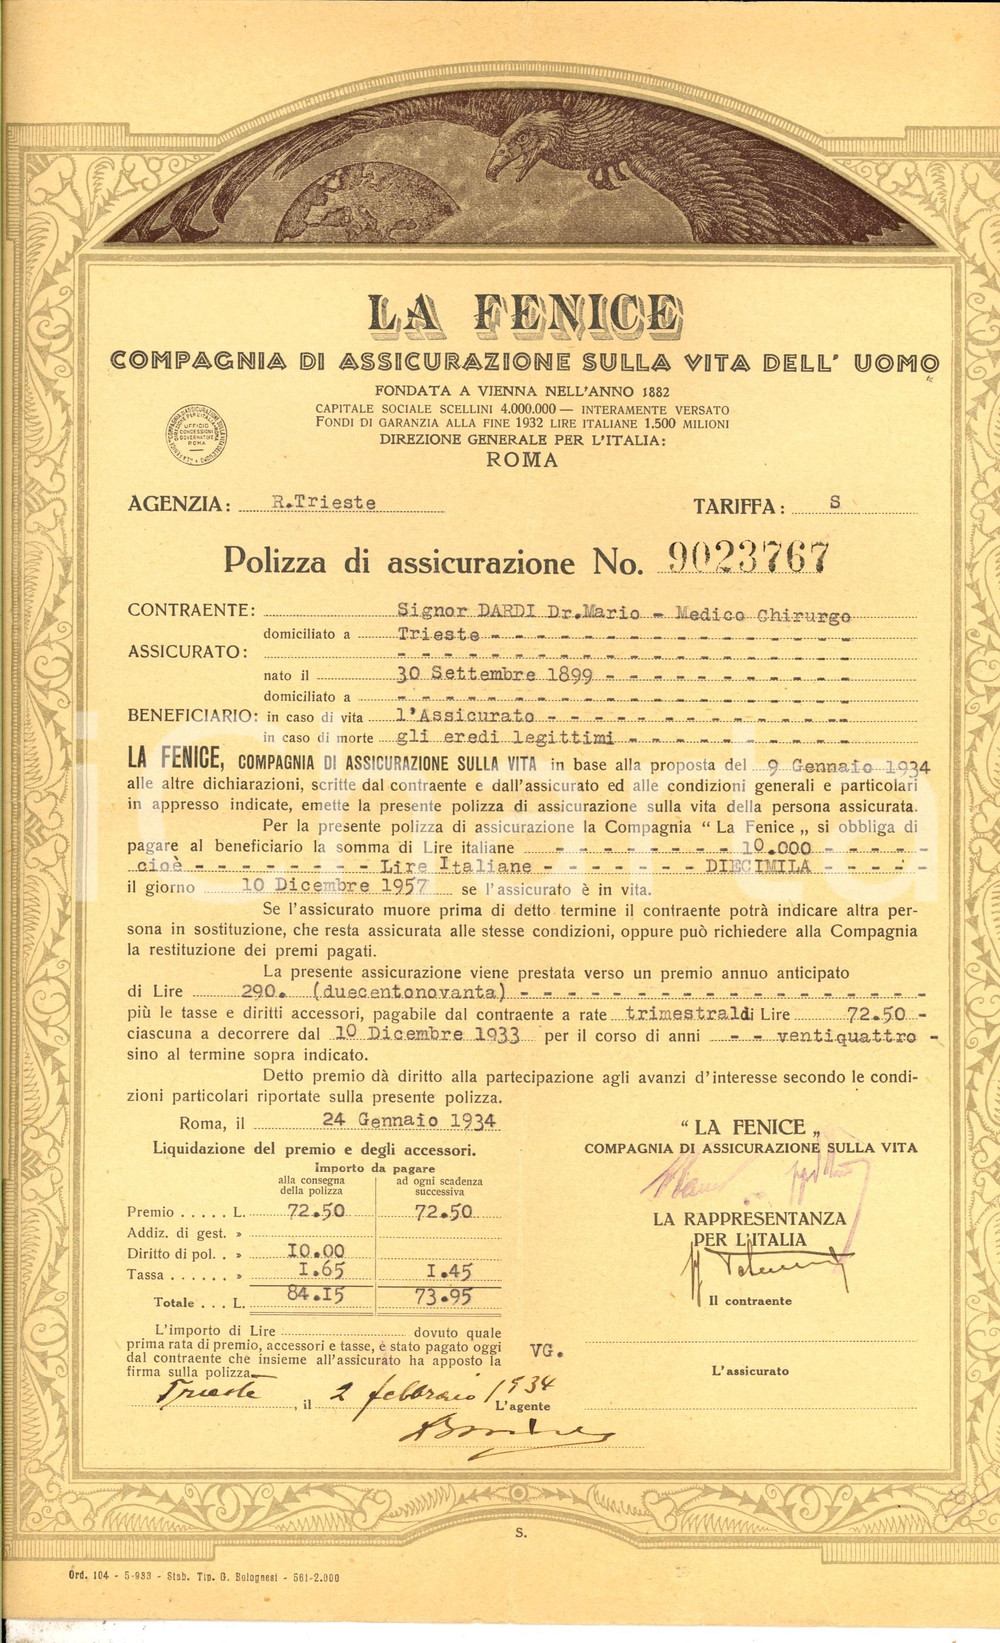 LA FENICE
COMPAGNIA DI ASSICURAZIONE SULLA VITA DELL' UOMO
FONDATA A VIENNA NELL'ANNO 1882
CAPITALE SOCIALE SCELLINI 4.000.000 — INTERAMENTE VERSATO
FONDI DI GARANZIA ALLA FINE 1932 LIRE ITALIANE 1.500 MILIONI
DIREZIONE GENERALE PER L'ITALIA:
ROMA
UFFICIO
CONCESSIONI
GOVERNATIVE
ROMA
AGENZIA: R.Trieste TARIFFA: S
Polizza di assicurazione No. 9023767
CONTRAENTE: Signor DARDI Dr.Mario - Medico Chirurgo
domiciliato a Trieste - - - - - - - - - - - - - - -
ASSICURATO: - - - - - - - - - - - - - - - - - - -
nato il 30 Settembre 1899 - - - - - - - - - -
domiciliato a - - - - - - - - - - - - - - - - - - -
BENEFICIARIO: in caso di vita l'Assicurato - - - - - - - - - - - - --
in caso di morte gli eredi legittimi - - - - - - - - - -
LA FENICE, COMPAGNIA DI ASSICURAZIONE SULLA VITA in base alla proposta del 9 Gennaio 1934
alle altre dichiarazioni, scritte dal contraente e dall'assicurato ed alle condizioni generali e particolari
in appresso indicate, emette la presente polizza di assicurazione sulla vita della persona assicurata.
Per la presente polizza di assicurazione la Compagnia “ La Fenice „ si obbliga di
pagare al beneficiario la somma di Lire italiane - - - - - - - - 10.000 - - - - -
cioè - - - - - - - - Lire Italiane - - - - - - - DIECIMILA - - - - -
il giorno 10 Dicembre 1957 se l'assicurato è in vita.
Se l'assicurato muore prima di detto termine il contraente potrà indicare altra per-
sona in sostituzione, che resta assicurata alle stesse condizioni, oppure può richiedere alla Compagnia
la restituzione dei premi pagati.
La presente assicurazione viene prestata verso un premio annuo anticipato
di Lire 290. (duecentonovanta) - - - - - - - - - - - - - - - - - -
più le tasse e diritti accessori, pagabile dal contraente a rate trimestrali di Lire 72.50 -
ciascuna a decorrere dal 10 Dicembre 1933 per il corso di anni - - ventiquattro -
sino al termine sopra indicato.
Detto premio dà diritto alla partecipazione agli avanzi d'interesse secondo le condi-
zioni particolari riportate sulla presente polizza.
Roma, il 24 Gennaio 1934
“ LA FENICE „
COMPAGNIA DI ASSICURAZIONE SULLA VITA
LA RAPPRESENTANZA
PER L'ITALIA
Il contraente
L'assicurato
Liquidazione del premio e degli accessori.
Importo da pagare
alla consegna ad ogni scadenza
della polizza successiva
Premio . . . . . L. 72.50 72.50
Addiz. di gest. »
Diritto di pol. . » 10.00
Tassa . . . . . . » 1.65 1.45
Totale . . . L. 84.15 73.95
L'importo di Lire dovuto quale
prima rata di premio, accessori e tasse, è stato pagato oggi
dal contraente che insieme all'assicurato ha apposto la
firma sulla polizza.
VG.
Trieste, il 2 febbraio 1934
L'agente
S.
Ord. 104 - 5-933 - Stab. Tip. G. Bolognesi - 561-2.000
iCharta